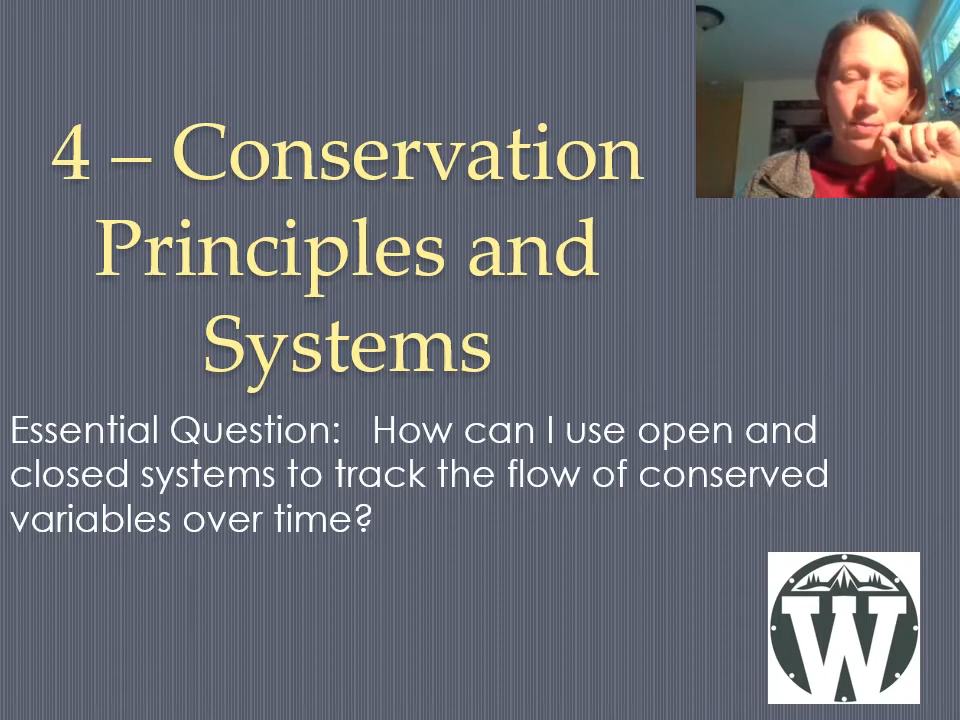 4 – Conservation
Principles and
Systems
Essential Question:   How can I use open and
closed systems to track the flow of conserved
variables over time?
W